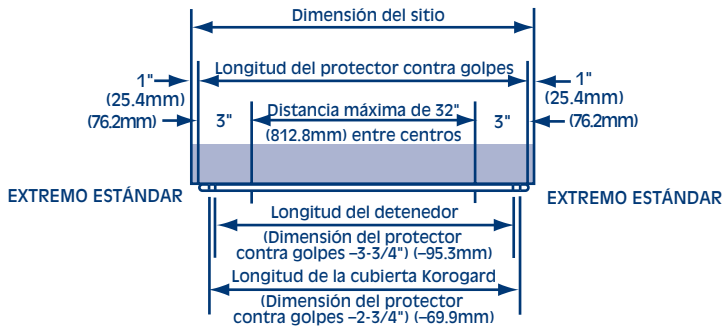 Dimensión del sitio
Longitud del protector contra golpes
1"
(25.4mm)
1"
(25.4mm)
(76.2mm)
3"
Distancia máxima de 32"
(812.8mm) entre centros
3"
(76.2mm)
EXTREMO ESTÁNDAR
EXTREMO ESTÁNDAR
Longitud del detenedor
(Dimensión del protector
contra golpes –3-3/4") (–95.3mm)
Longitud de la cubierta Korogard
(Dimensión del protector
contra golpes –2-3/4") (–69.9mm)